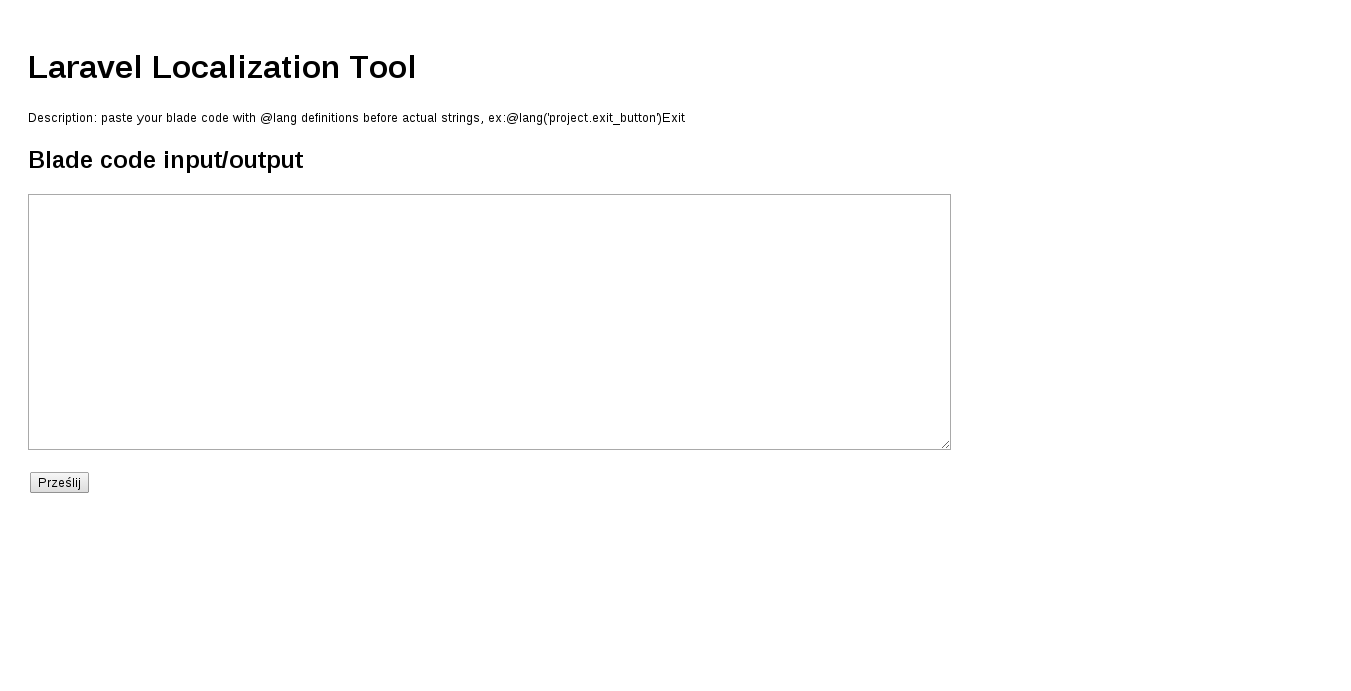 Laravel Localization Tool
Description: paste your blade code with @lang definitions before actual strings, ex:@lang('project.exit_button')Exit
Blade code input/output
Prześlij